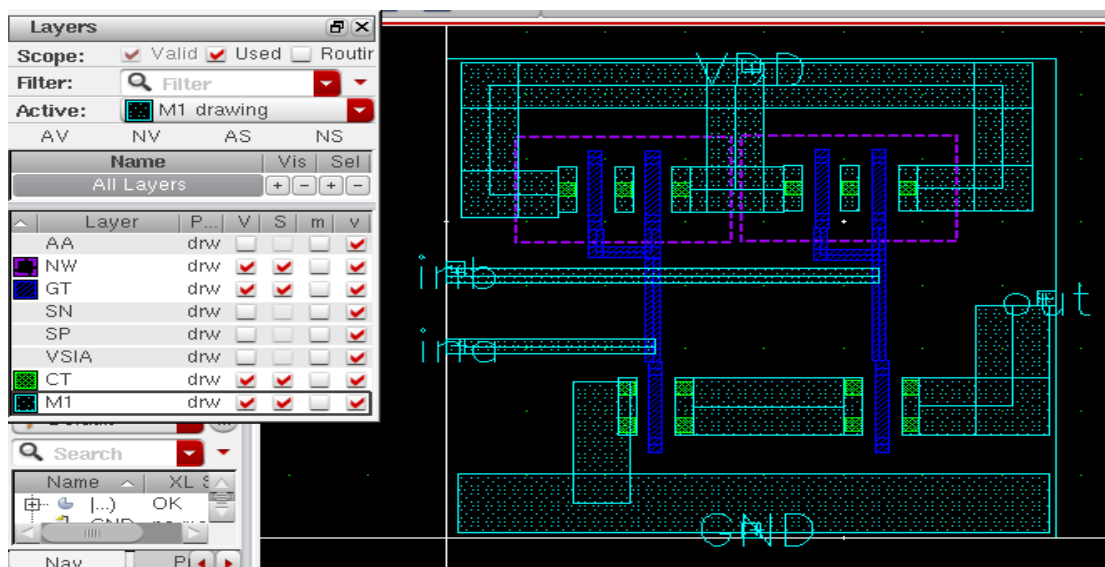 Layers
Scope: Valid Used Routin
Filter: Filter
Active: M1 drawing
AV NV AS NS
Name Vis Sel
All Layers + - + -
Layer P... V S m v
AA drw
NW drw
GT drw
SN drw
SP drw
VSIA drw
CT drw
M1 drw
Search
Name XL S
|...) OK
Nav
VDD
inb
ina
out
GND